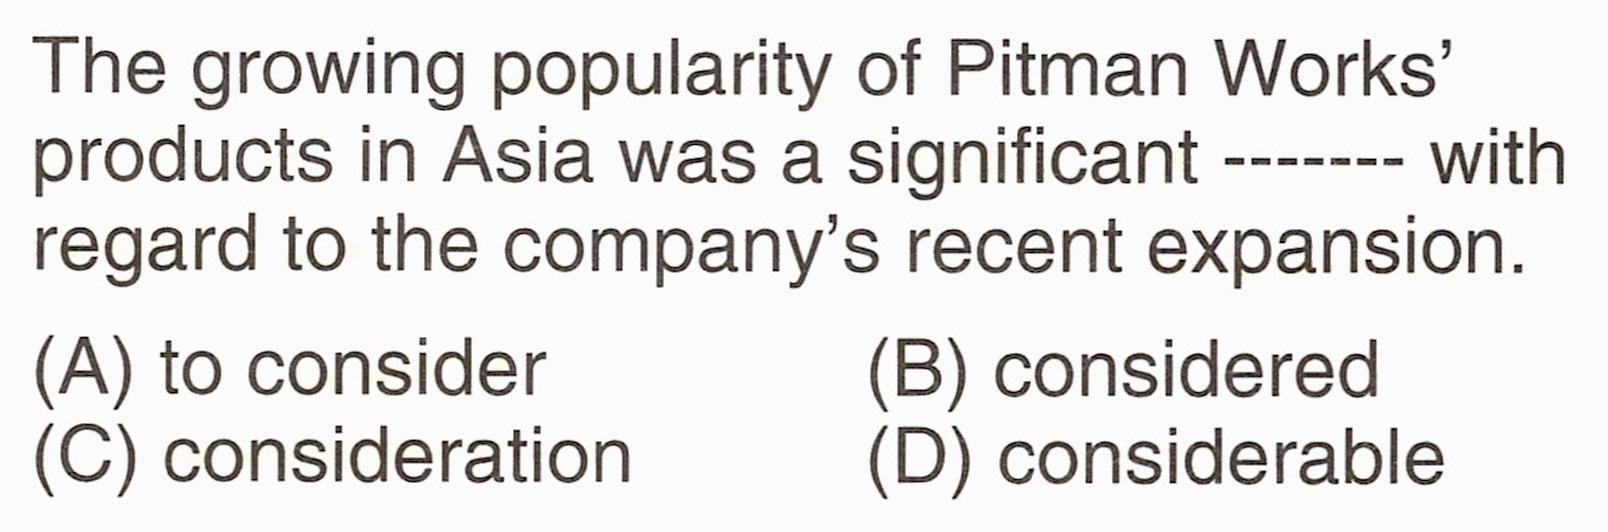 The growing popularity of Pitman Works’
products in Asia was a significant ------- with
regard to the company’s recent expansion.
(A) to consider (B) considered
(C) consideration (D) considerable